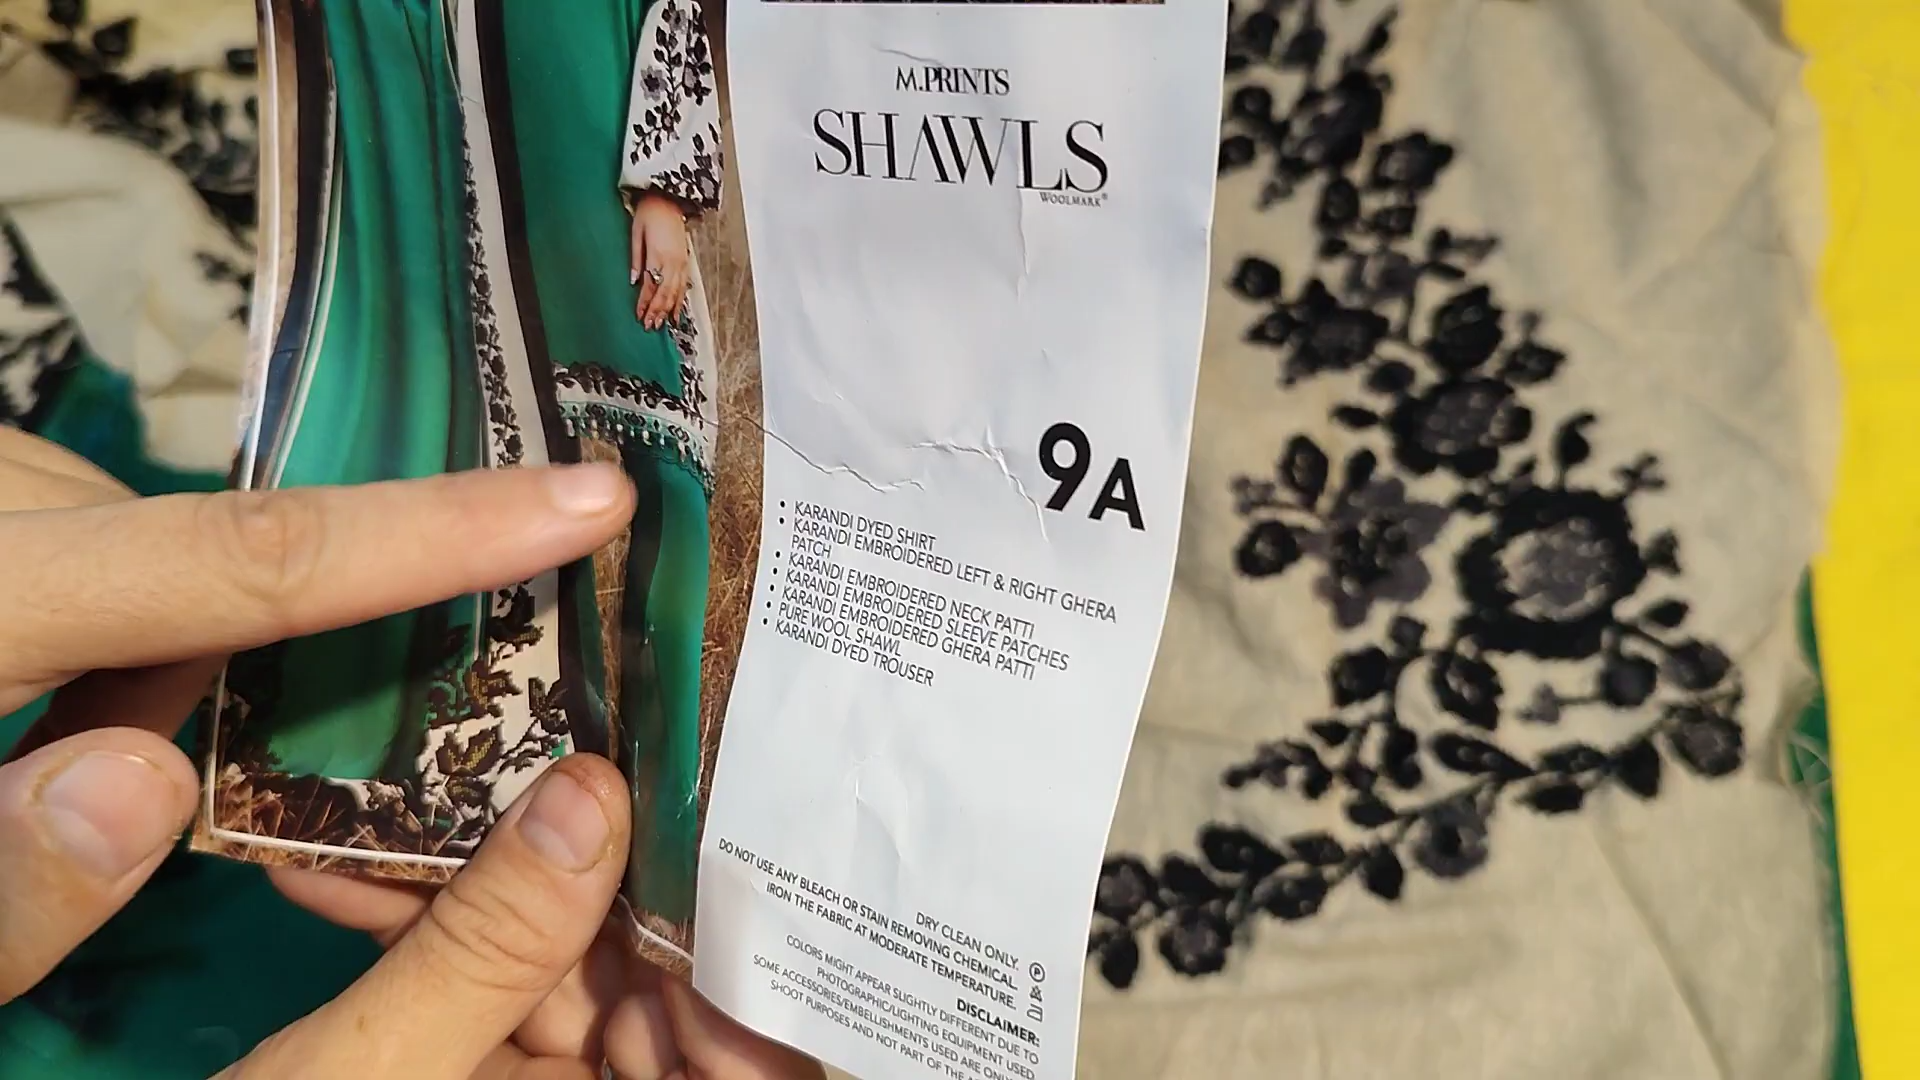 M.PRINTS
SHAWLS
WOOLMARK®
9A
• KARANDI DYED SHIRT
• KARANDI EMBROIDERED LEFT & RIGHT GHERA
PATCH
• KARANDI EMBROIDERED NECK PATTI
• KARANDI EMBROIDERED SLEEVE PATCHES
• KARANDI EMBROIDERED GHERA PATTI
• PURE WOOL SHAWL
• KARANDI DYED TROUSER
DRY CLEAN ONLY.
DO NOT USE ANY BLEACH OR STAIN REMOVING CHEMICAL.
IRON THE FABRIC AT MODERATE TEMPERATURE.
DISCLAIMER:
COLORS MIGHT APPEAR SLIGHTLY DIFFERENT DUE TO
PHOTOGRAPHIC/LIGHTING EQUIPMENT USED
SOME ACCESSORIES/EMBELLISHMENTS USED ARE
SHOOT PURPOSES AND NOT PART OF THE